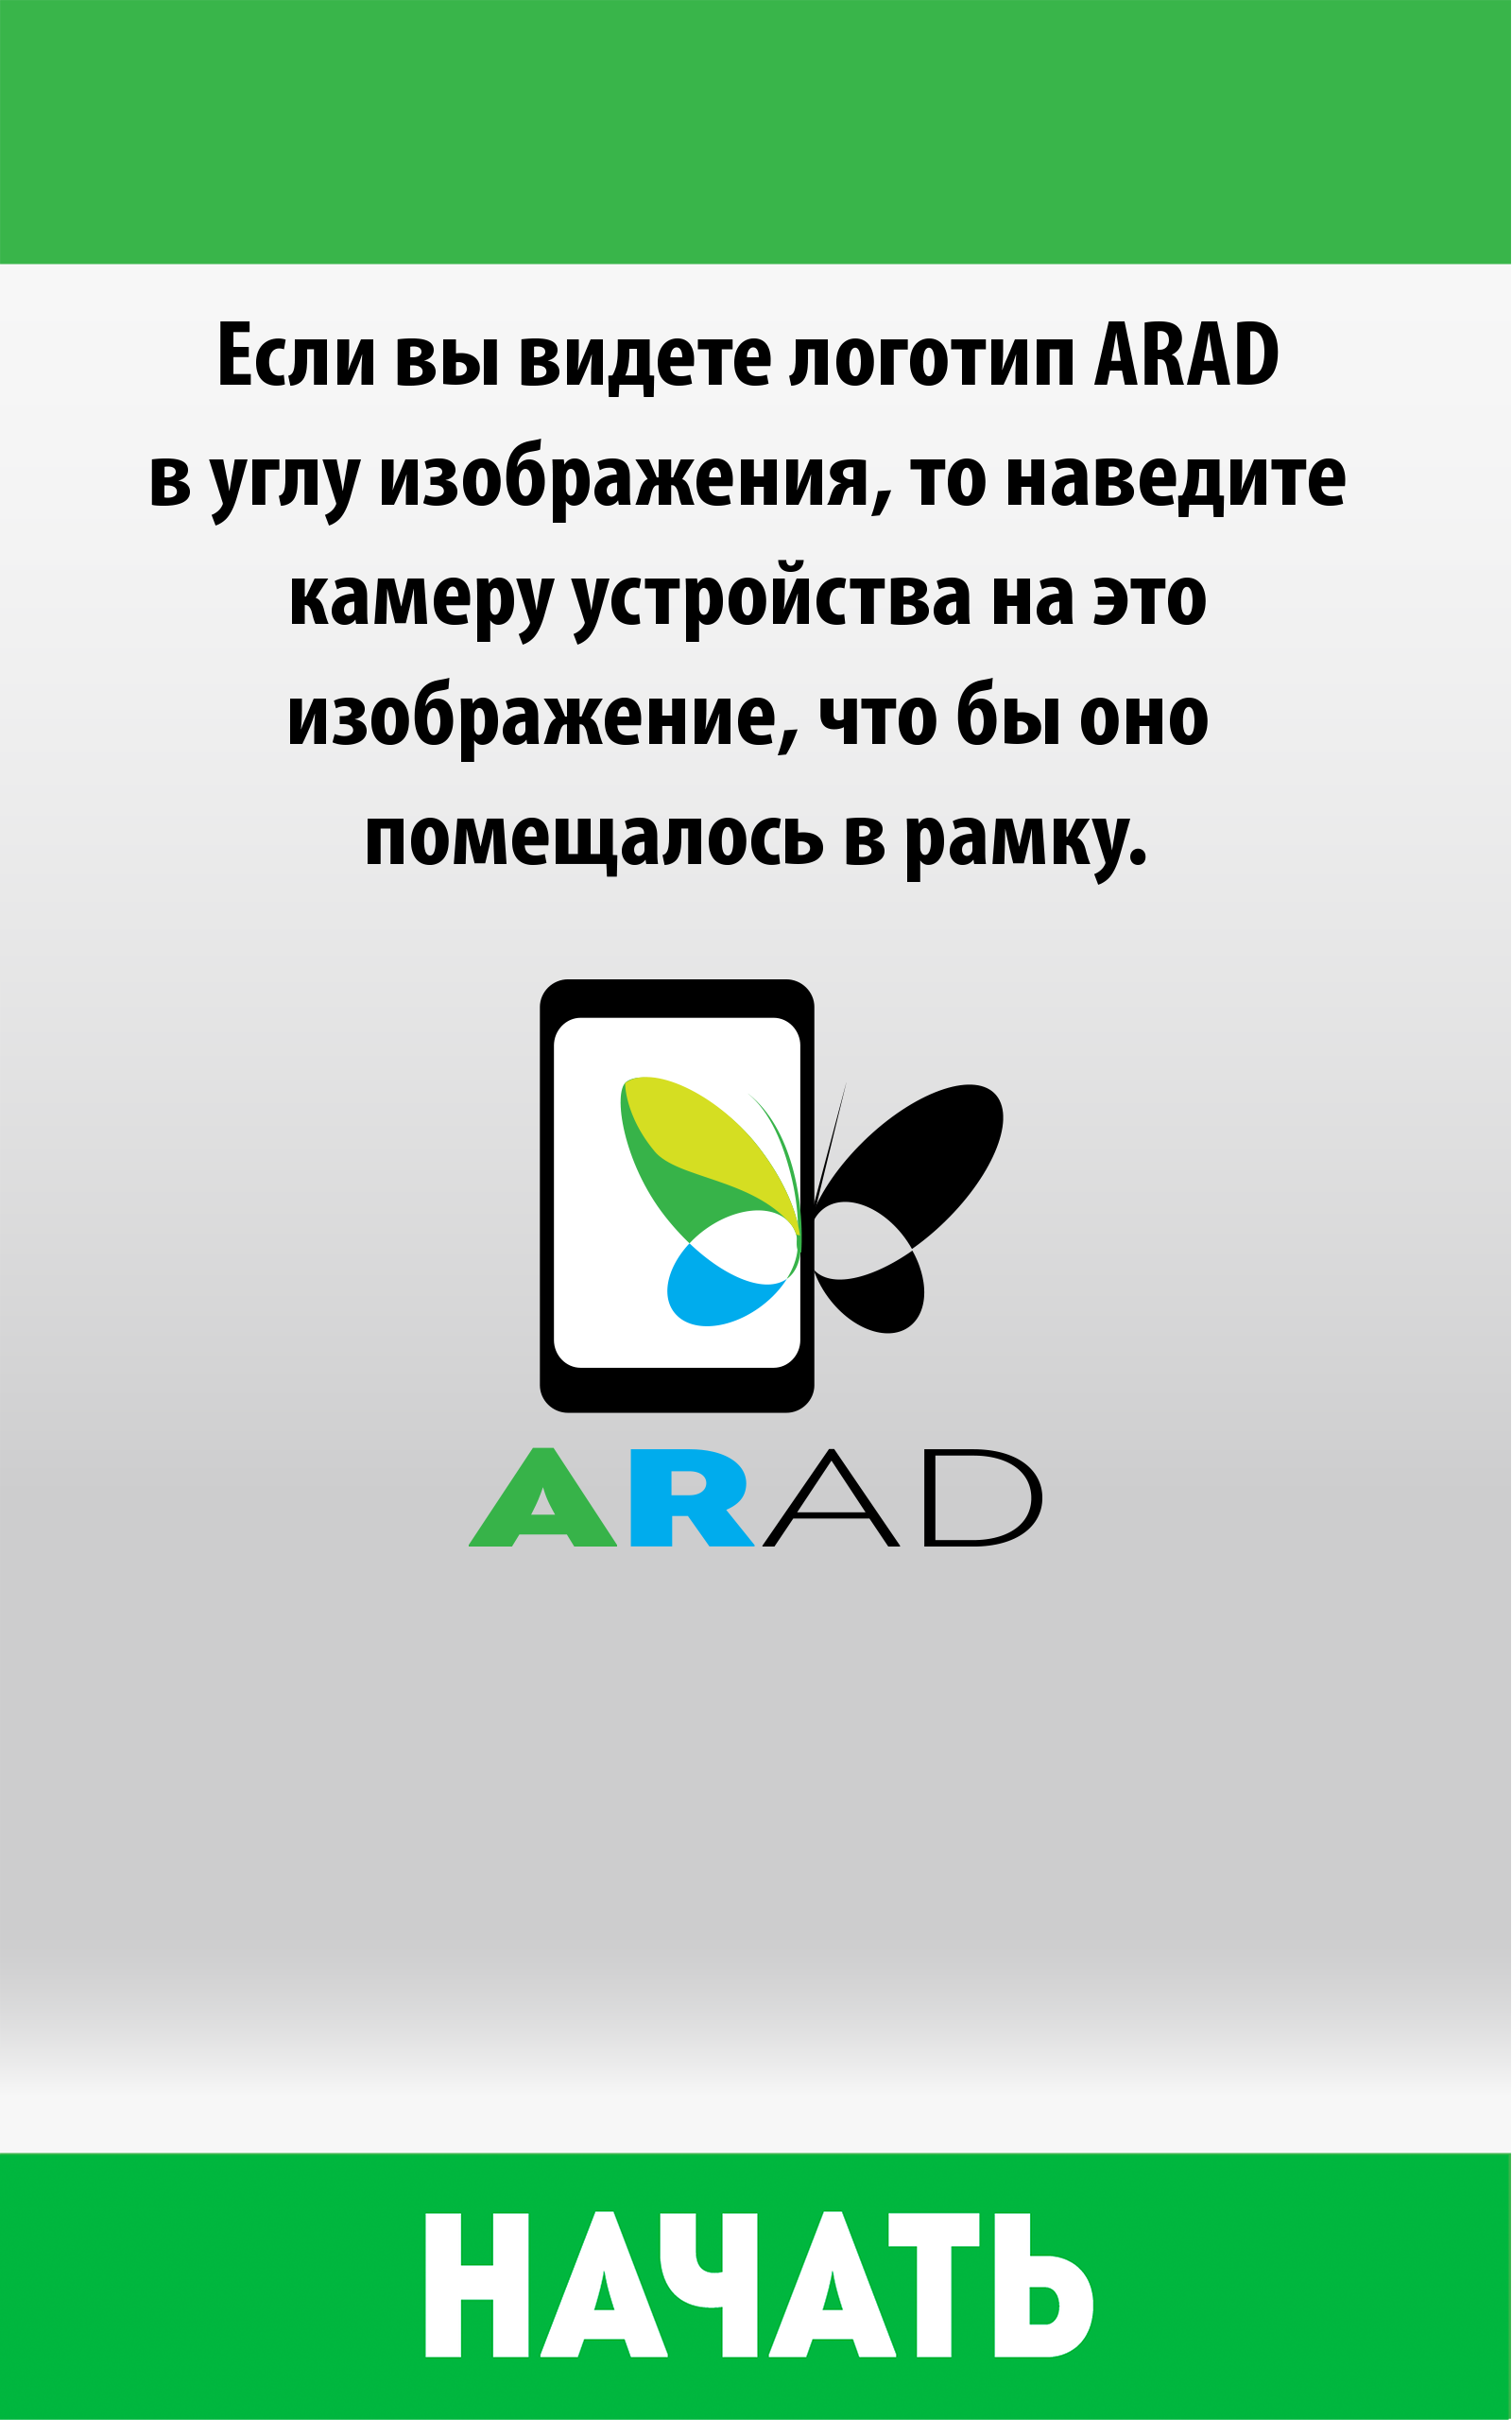 Если вы видете логотип ARAD
в углу изображения, то наведите
камеру устройства на это
изображение, что бы оно
помещалось в рамку.
ARAD
НАЧАТЬ